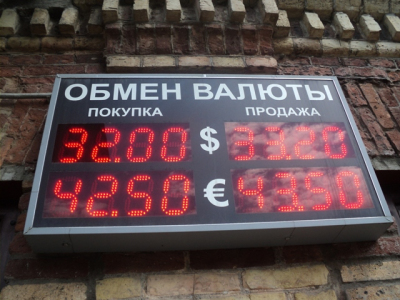 ОБМЕН ВАЛЮТЫ
ПОКУПКА ПРОДАЖА
32.00 $ 33.20
42.50 € 43.50